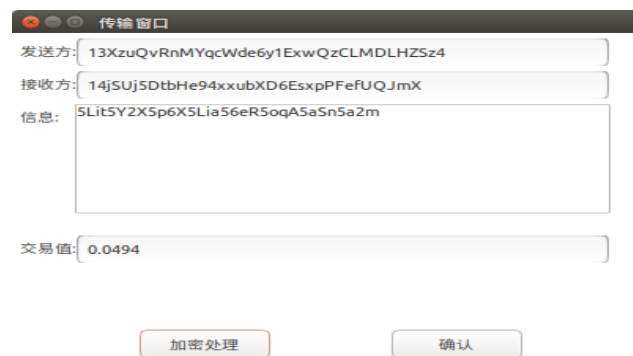 传输窗口
发送方: 13XzuQvRnMYqcWde6y1ExwQzCLMDLHZSz4
接收方: 14jSUj5DtbHe94xxubXD6EsxpPFefUQJmX
信息: 5Lit5Y2X5p6X5Lia56eR5oqA5aSn5a2m
交易值: 0.0494
加密处理 确认